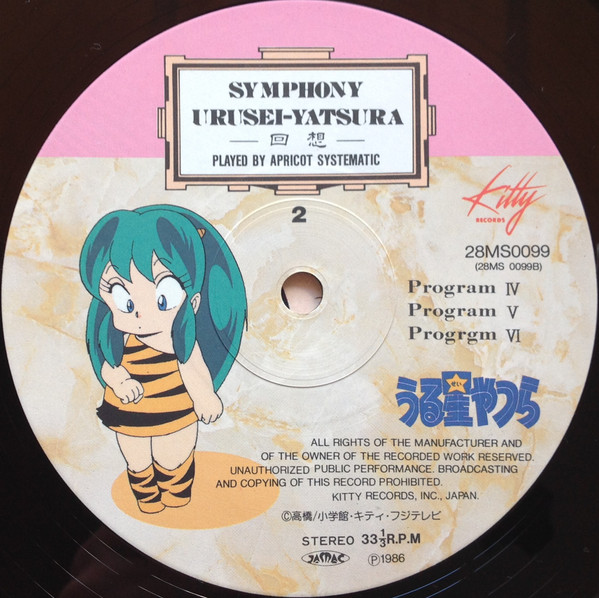 SYMPHONY
URUSEI-YATSURA
回想
PLAYED BY APRICOT SYSTEMATIC
2
Kitty
RECORDS
28MS0099
(28MS 0099B)
Program Ⅳ
Program Ⅴ
Progrgm Ⅵ
せい
うる星やつら
ALL RIGHTS OF THE MANUFACTURER AND
OF THE OWNER OF THE RECORDED WORK RESERVED.
UNAUTHORIZED PUBLIC PERFORMANCE. BROADCASTING
AND COPYING OF THIS RECORD PROHIBITED.
KITTY RECORDS, INC., JAPAN.
©高橋/小学館・キティ・フジテレビ
STEREO 33⅓R.P.M
JASRAC ℗1986